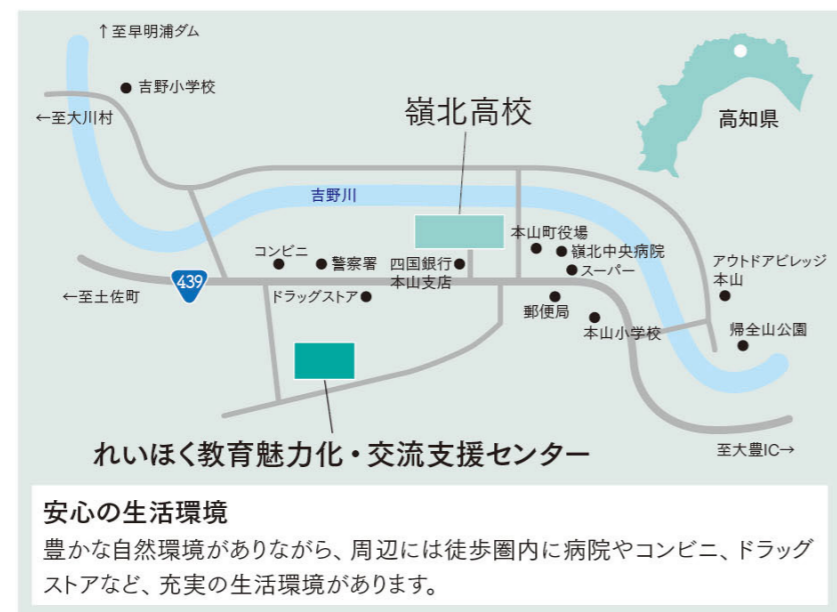 ↑至早明浦ダム
吉野小学校
←至大川村
嶺北高校
高知県
吉野川
本山町役場
コンビニ
警察署
四国銀行
本山支店
嶺北中央病院
スーパー
アウトドアビレッジ
本山
439
←至土佐町
ドラッグストア
郵便局
本山小学校
帰全山公園
れいほく教育魅力化・交流支援センター
至大豊IC→
安心の生活環境
豊かな自然環境がありながら、周辺には徒歩圏内に病院やコンビニ、ドラッグ
ストアなど、充実の生活環境があります。